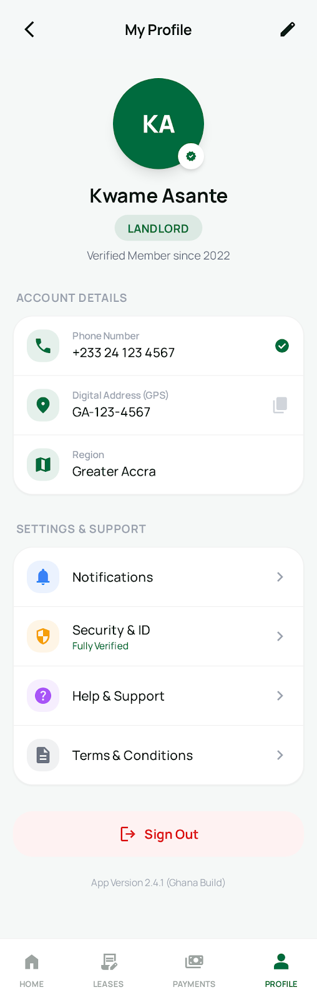 My Profile
KA
Kwame Asante
LANDLORD
Verified Member since 2022
ACCOUNT DETAILS
Phone Number
+233 24 123 4567
Digital Address (GPS)
GA-123-4567
Region
Greater Accra
SETTINGS & SUPPORT
Notifications
Security & ID
Fully Verified
Help & Support
Terms & Conditions
Sign Out
App Version 2.4.1 (Ghana Build)
HOME
LEASES
PAYMENTS
PROFILE